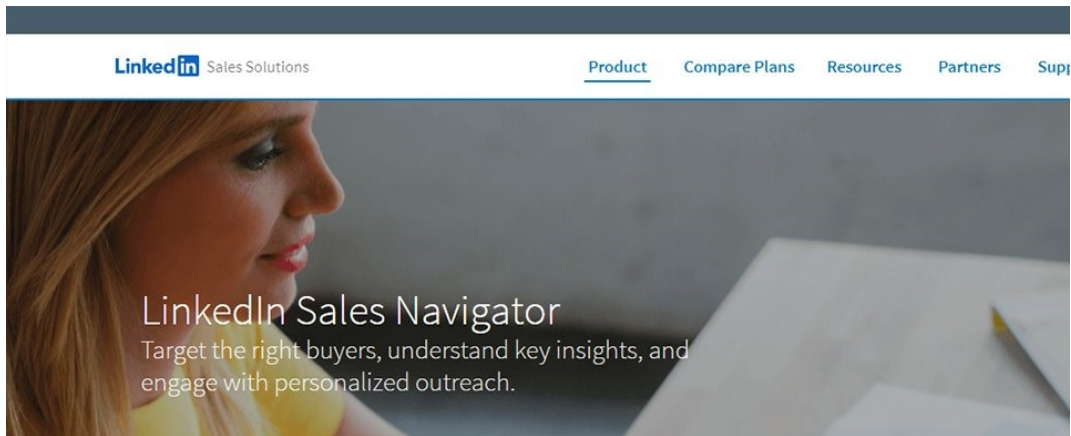 Linked in Sales Solutions
Product Compare Plans Resources Partners Supp
LinkedIn Sales Navigator
Target the right buyers, understand key insights, and
engage with personalized outreach.